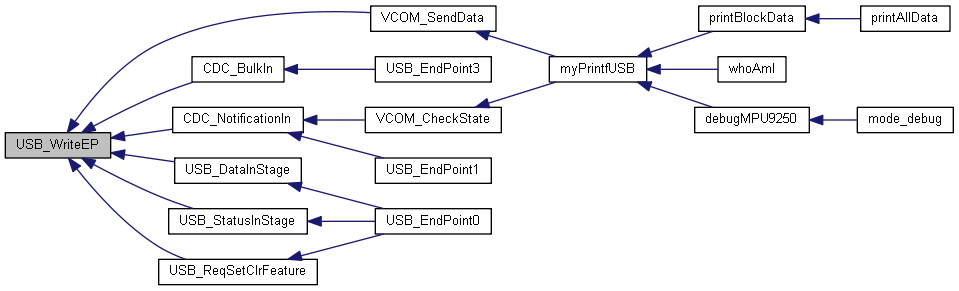 VCOM_SendData
printBlockData
printAllData
CDC_BulkIn
USB_EndPoint3
myPrintfUSB
whoAmI
CDC_NotificationIn
VCOM_CheckState
debugMPU9250
mode_debug
USB_WriteEP
USB_DataInStage
USB_EndPoint1
USB_StatusInStage
USB_EndPoint0
USB_ReqSetClrFeature